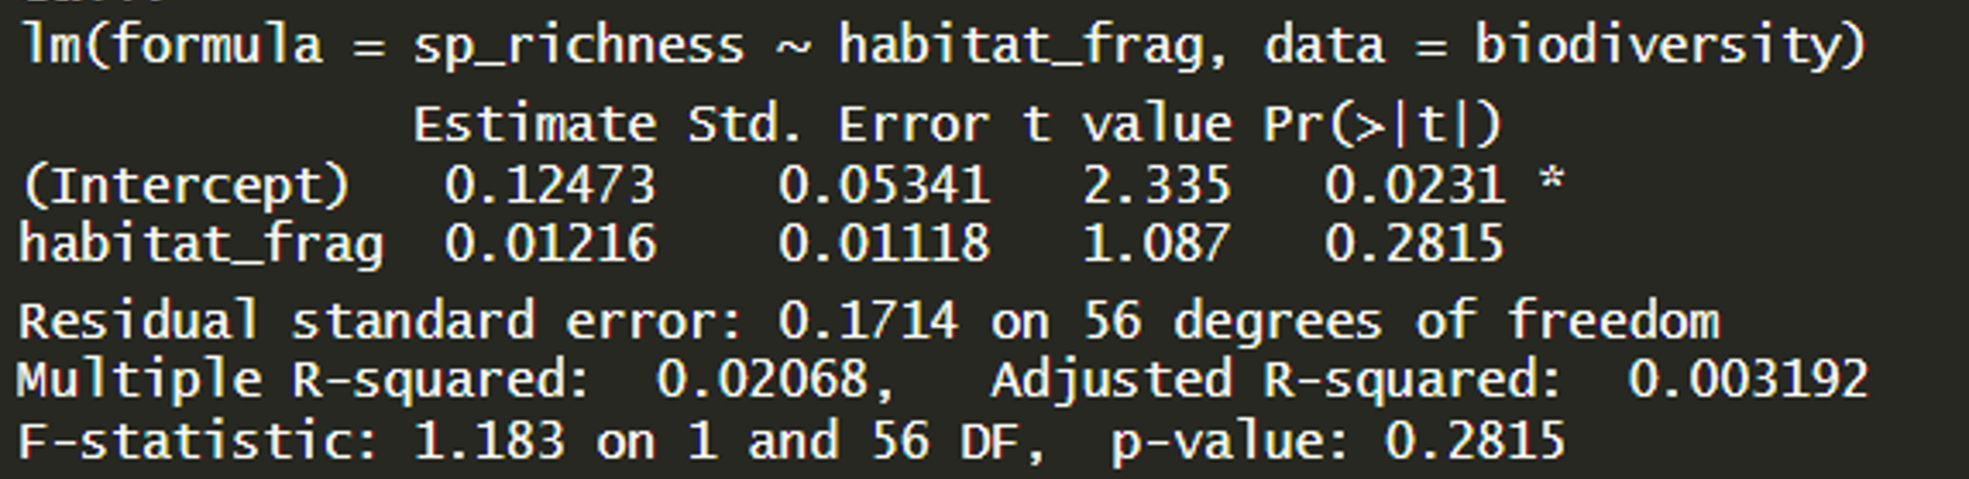 lm(formula = sp_richness ~ habitat_frag, data = biodiversity)
Estimate Std. Error t value Pr(>|t|)
(Intercept) 0.12473 0.05341 2.335 0.0231 *
habitat_frag 0.01216 0.01118 1.087 0.2815
Residual standard error: 0.1714 on 56 degrees of freedom
Multiple R-squared: 0.02068, Adjusted R-squared: 0.003192
F-statistic: 1.183 on 1 and 56 DF, p-value: 0.2815